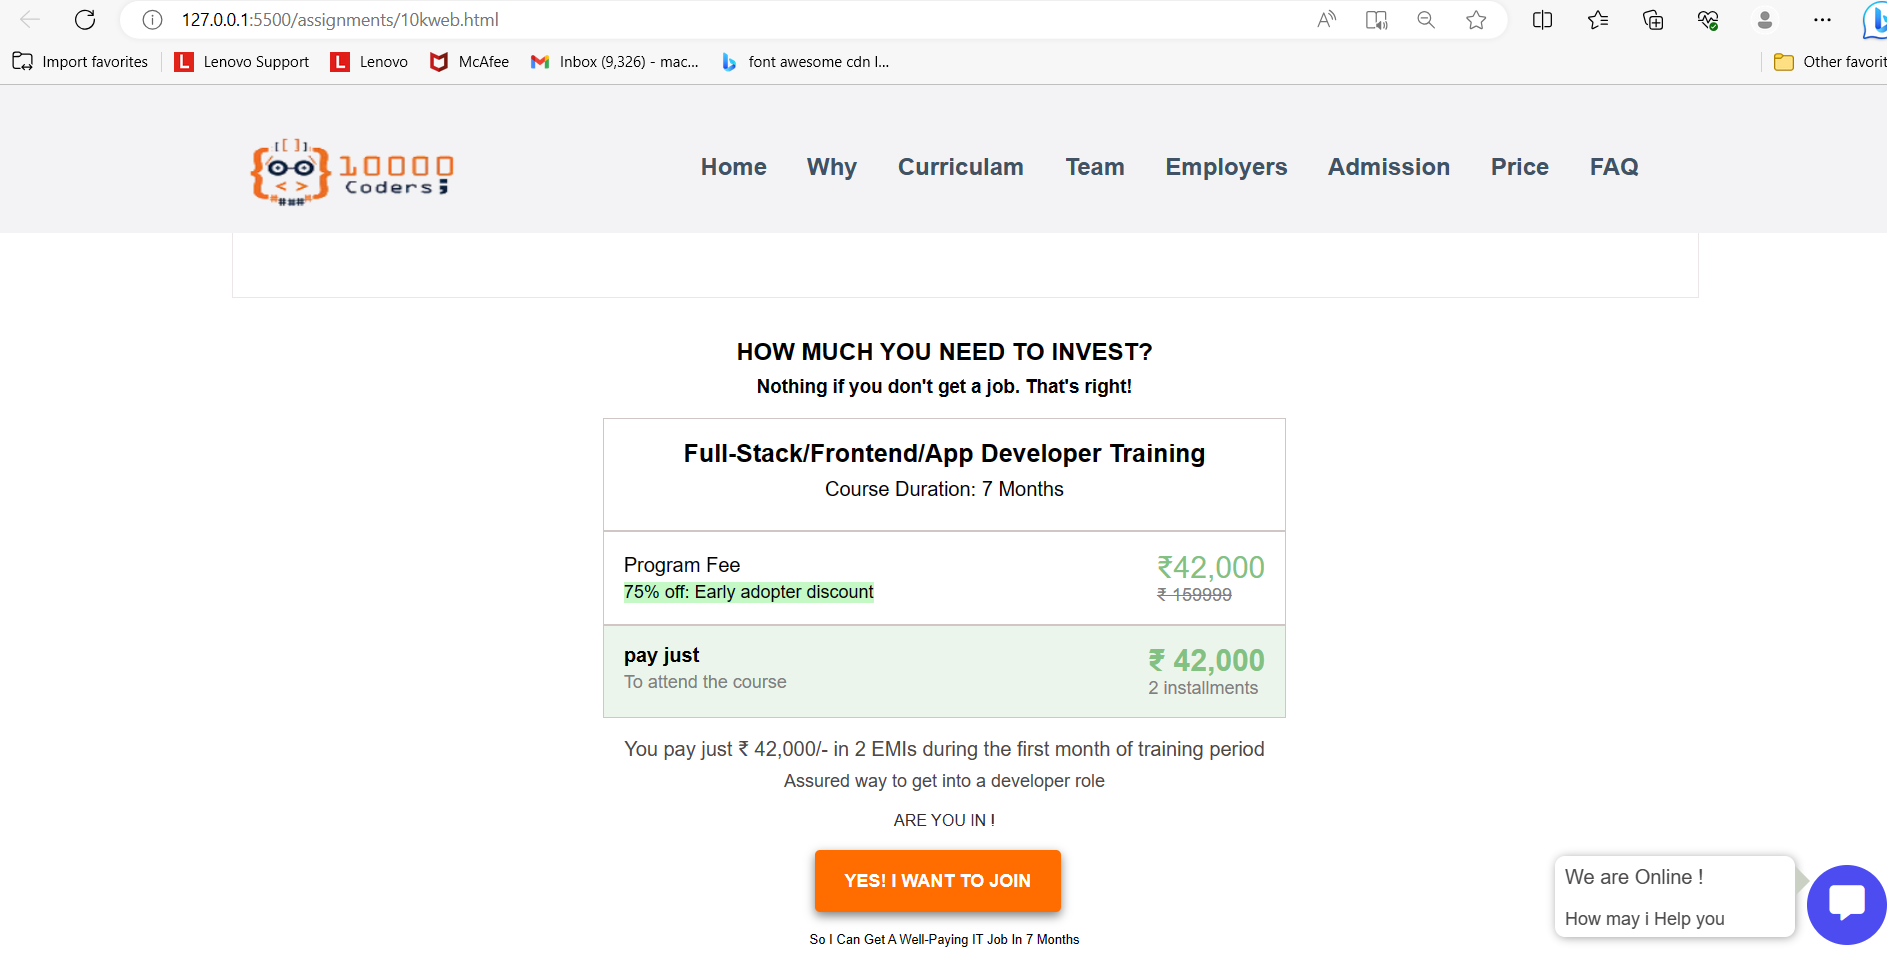 127.0.0.1:5500/assignments/10kweb.html
Import favorites
Lenovo Support
Lenovo
McAfee
Inbox (9,326) - mac...
font awesome cdn l...
Other favorit
10000
Coders;
Home
Why
Curriculam
Team
Employers
Admission
Price
FAQ
HOW MUCH YOU NEED TO INVEST?
Nothing if you don't get a job. That's right!
Full-Stack/Frontend/App Developer Training
Course Duration: 7 Months
Program Fee
75% off: Early adopter discount
₹42,000
₹ 159999
pay just
To attend the course
₹ 42,000
2 installments
You pay just ₹ 42,000/- in 2 EMIs during the first month of training period
Assured way to get into a developer role
ARE YOU IN !
YES! I WANT TO JOIN
So I Can Get A Well-Paying IT Job In 7 Months
We are Online !
How may i Help you